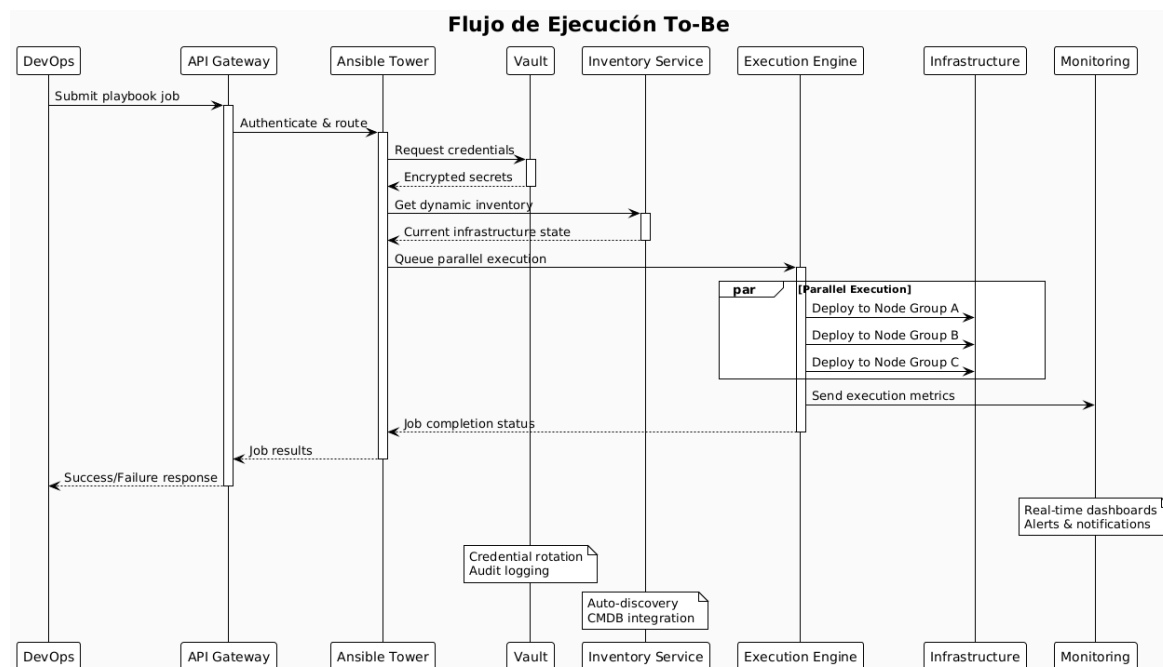 Flujo de Ejecución To-Be
DevOps
API Gateway
Ansible Tower
Vault
Inventory Service
Execution Engine
Infrastructure
Monitoring
Submit playbook job
Authenticate & route
Request credentials
Encrypted secrets
Get dynamic inventory
Current infrastructure state
Queue parallel execution
par
[Parallel Execution]
Deploy to Node Group A
Deploy to Node Group B
Deploy to Node Group C
Send execution metrics
Job completion status
Job results
Success/Failure response
Real-time dashboards
Alerts & notifications
Credential rotation
Audit logging
Auto-discovery
CMDB integration
DevOps
API Gateway
Ansible Tower
Vault
Inventory Service
Execution Engine
Infrastructure
Monitoring